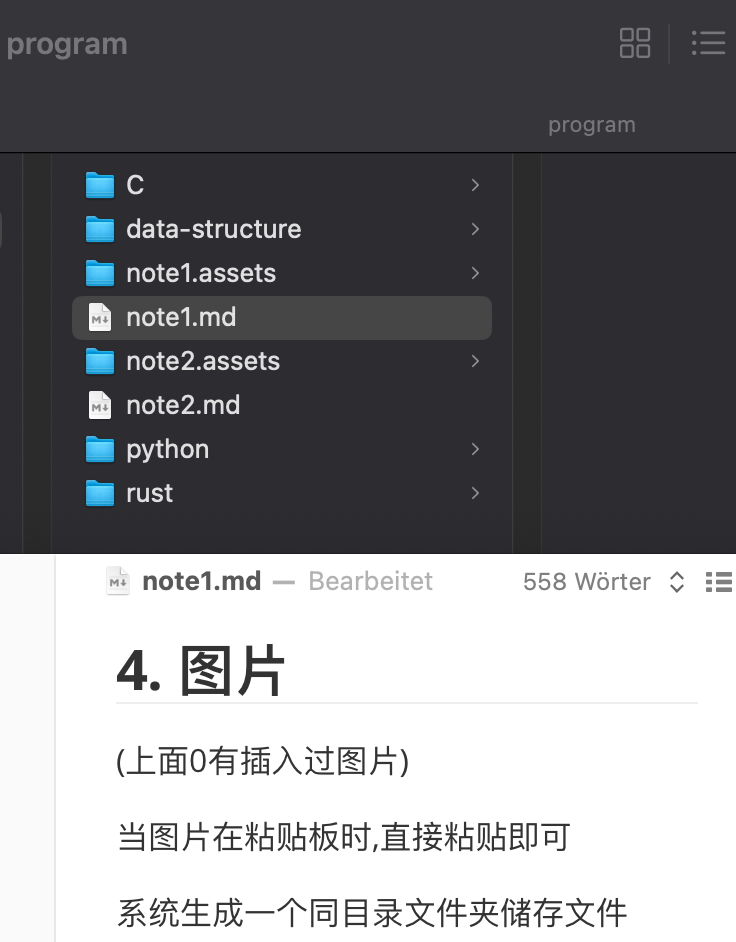 program
program
C
data-structure
note1.assets
note1.md
note2.assets
note2.md
python
rust
note1.md — Bearbeitet 558 Wörter
4. 图片
(上面0有插入过图片)
当图片在粘贴板时,直接粘贴即可
系统生成一个同目录文件夹储存文件